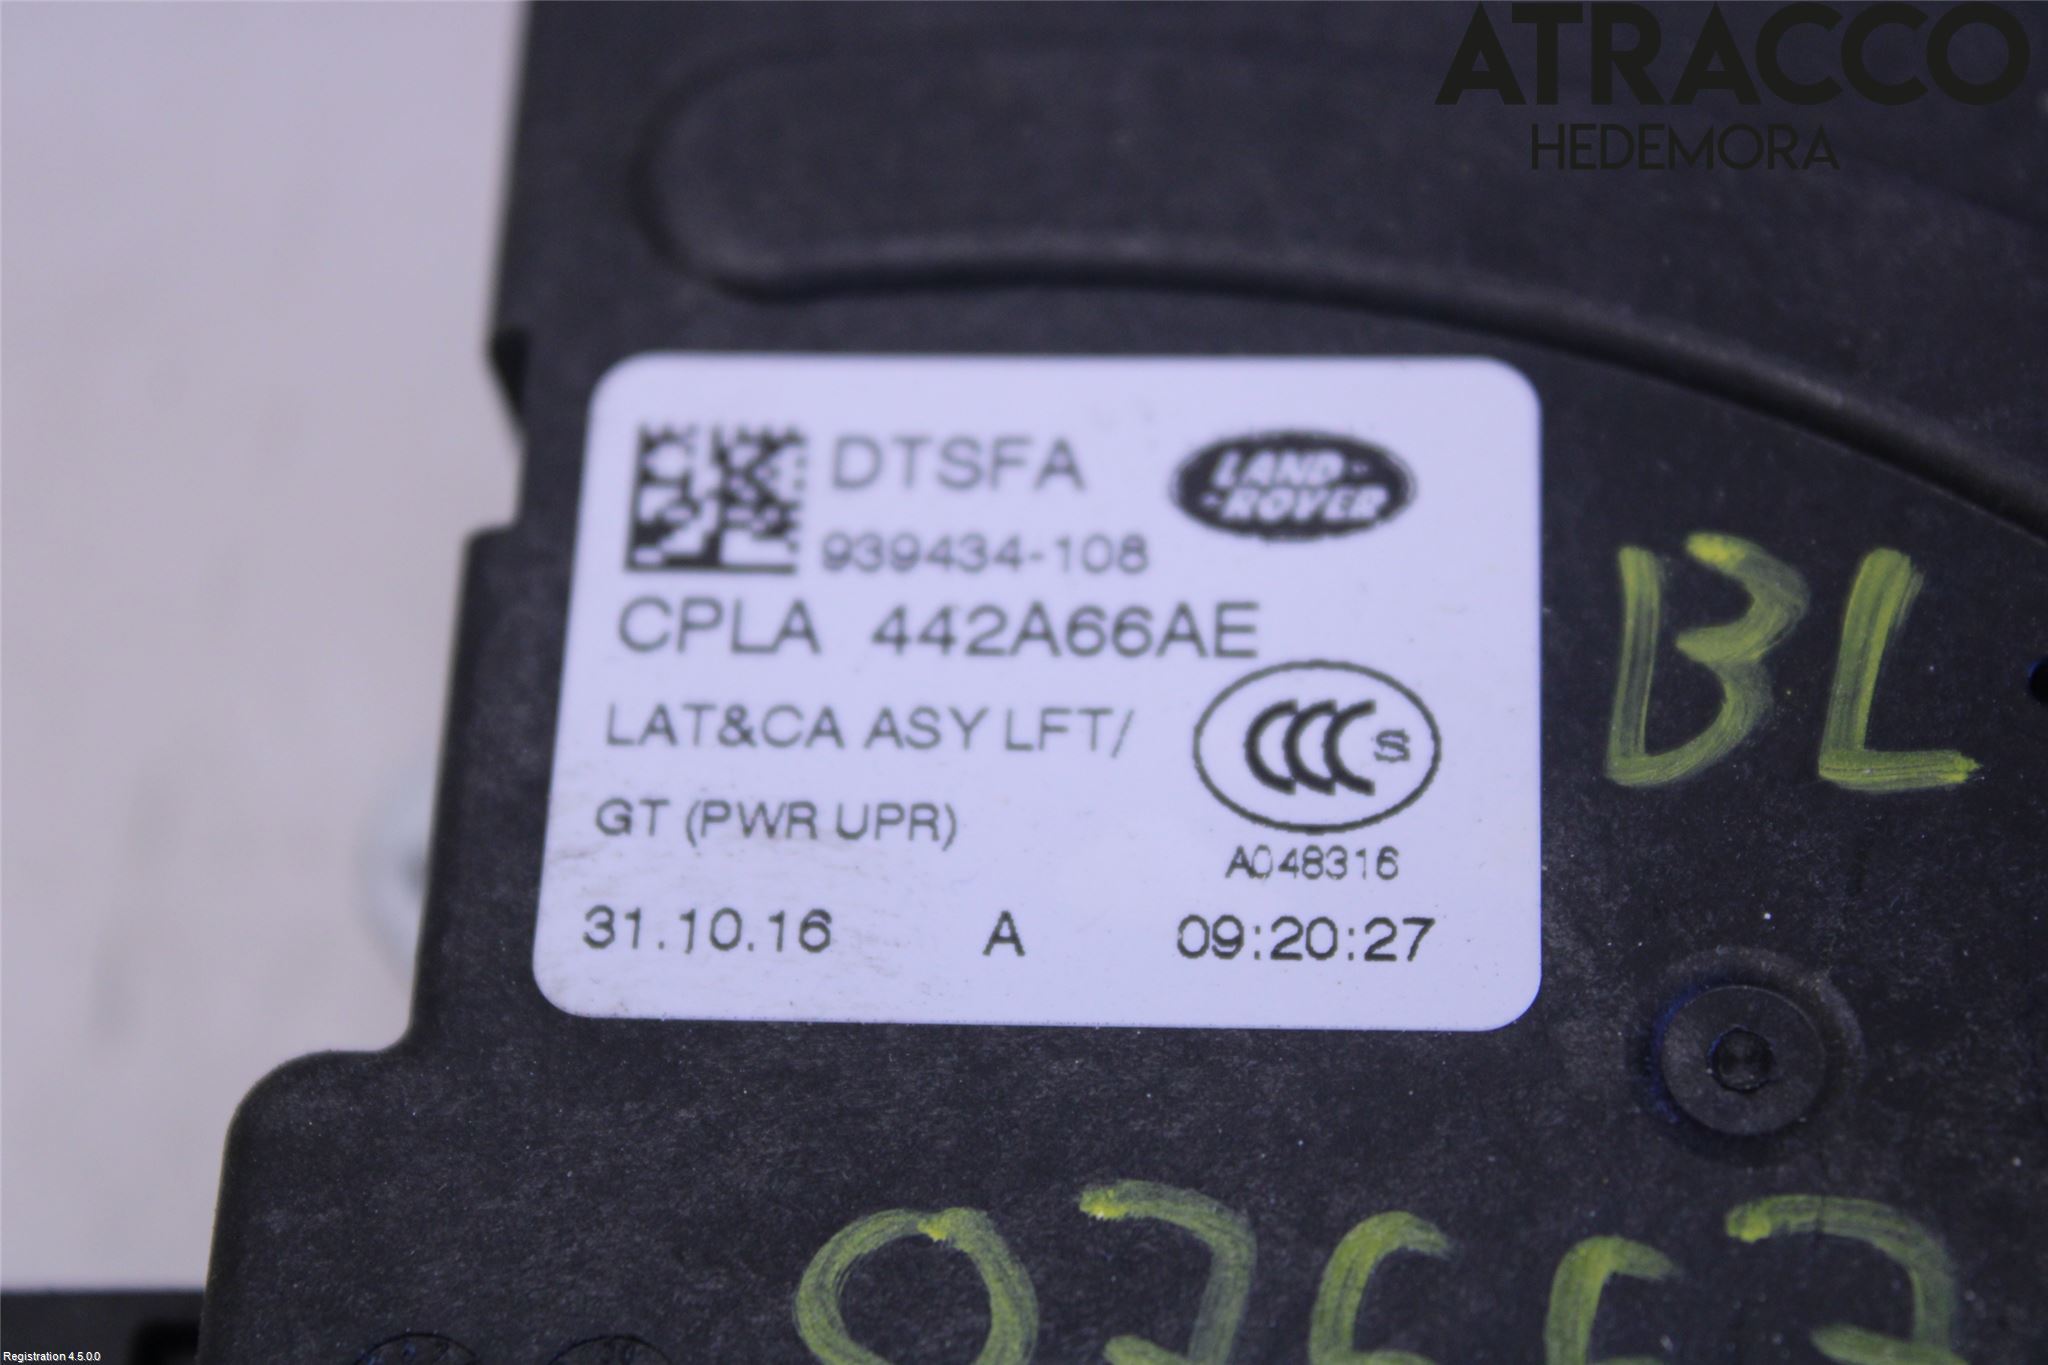 ATRACCO
HEDEMORA
DTSFA
LAND-
-ROVER
939434-108
CPLA 442A66AE
LAT&CA ASY LFT/
GT (PWR UPR)
CCC S
A048316
31.10.16 A 09:20:27
BL
Registration 4.5.0.0